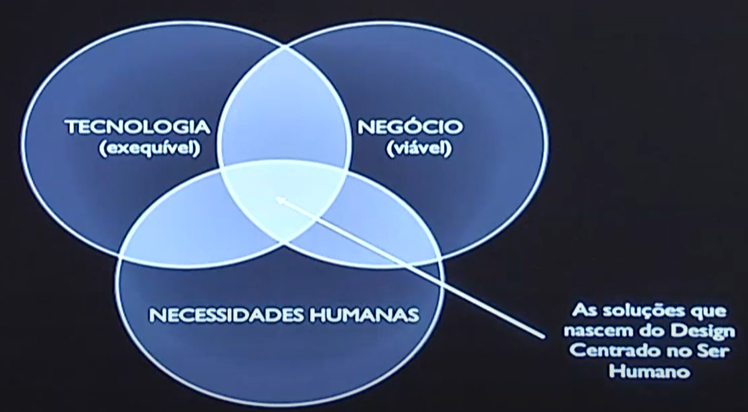 TECNOLOGIA
(exequível)
NEGÓCIO
(viável)
NECESSIDADES HUMANAS
As soluções que
nascem do Design
Centrado no Ser
Humano